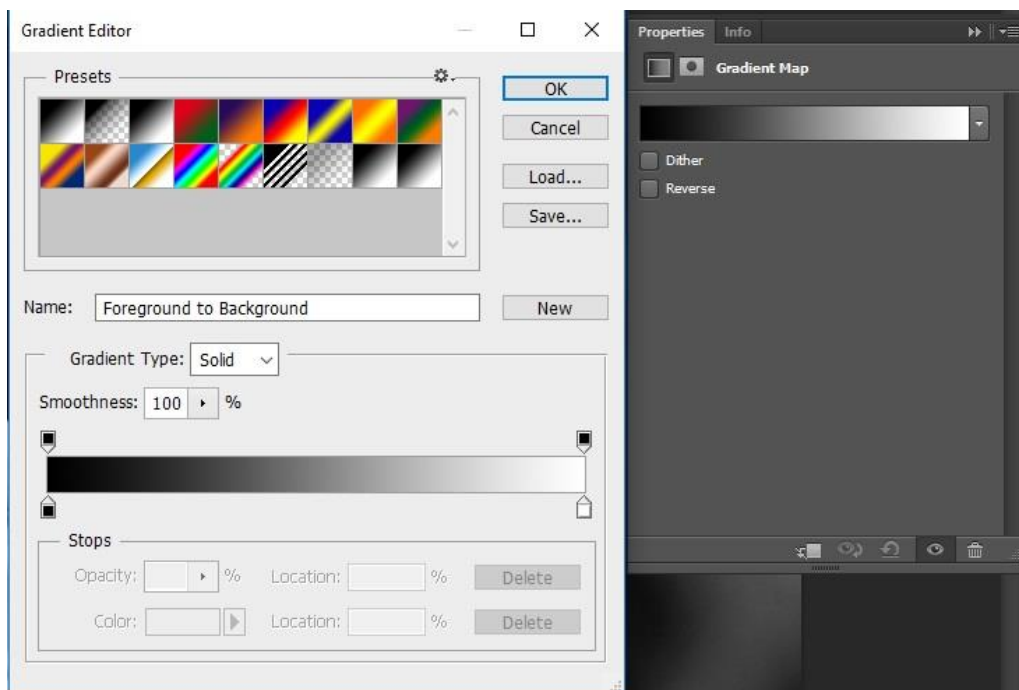 Gradient Editor
Presets
OK
Cancel
Load...
Save...
Name: Foreground to Background
New
Gradient Type: Solid
Smoothness: 100 %
Stops
Opacity: % Location: % Delete
Color: Location: % Delete
Properties Info
Gradient Map
Dither
Reverse